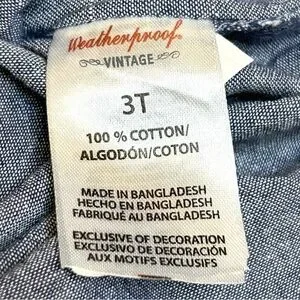 Weatherproof
VINTAGE
3T
100 % COTTON/
ALGODÓN/COTON
MADE IN BANGLADESH
HECHO EN BANGLADESH
FABRIQUÉ AU BANGLADESH
EXCLUSIVE OF DECORATION
EXCLUSIVO DE DECORACIÓN
AUX MOTIFS EXCLUSIFS